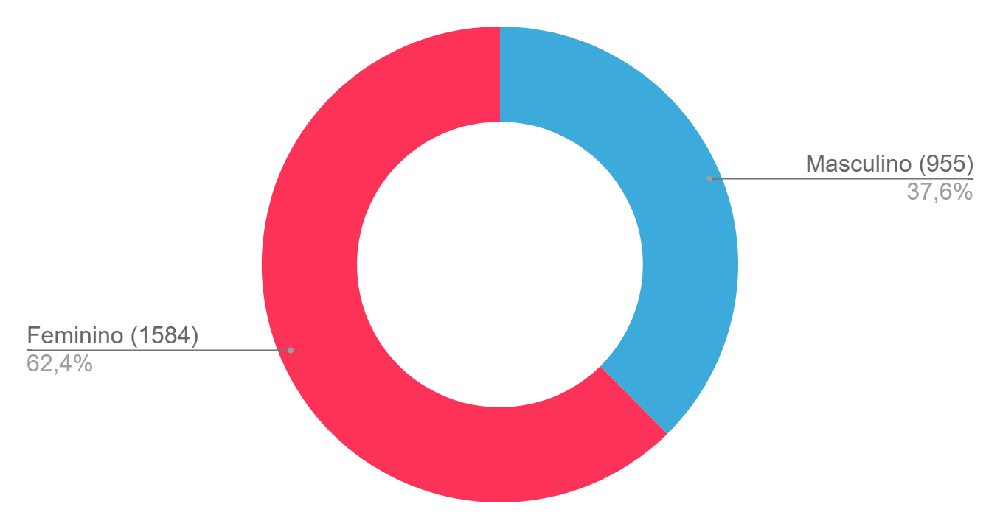 Masculino (955)
37,6%
Feminino (1584)
62,4%